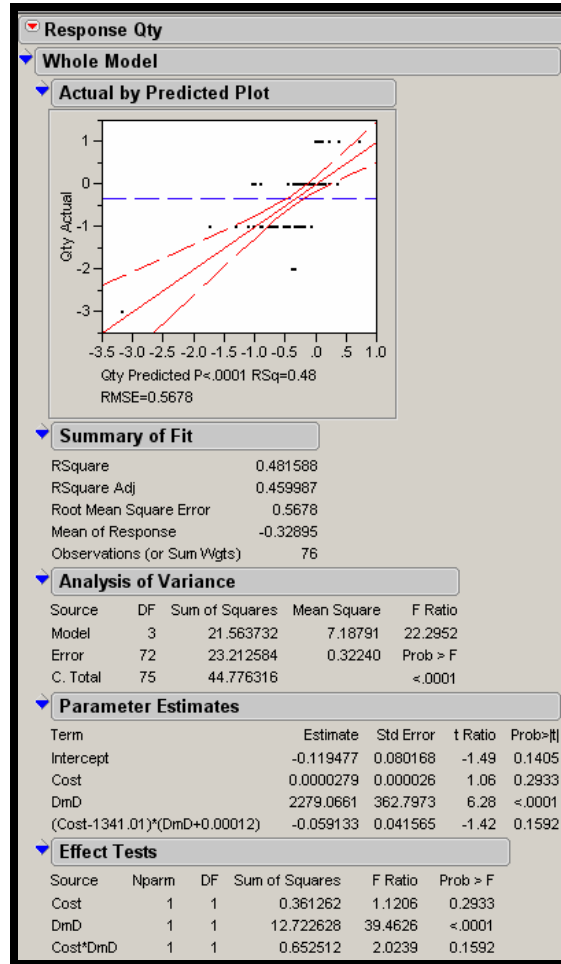 Response Qty
Whole Model
Actual by Predicted Plot
1
0
-1
-2
-3
Qty Actual
-3.5 -3.0 -2.5 -2.0 -1.5 -1.0 -0.5 .0 .5 1.0
Qty Predicted P<.0001 RSq=0.48
RMSE=0.5678
Summary of Fit
RSquare 0.481588
RSquare Adj 0.459987
Root Mean Square Error 0.5678
Mean of Response -0.32895
Observations (or Sum Wgts) 76
Analysis of Variance
Source DF Sum of Squares Mean Square F Ratio
Model 3 21.563732 7.18791 22.2952
Error 72 23.212584 0.32240 Prob > F
C. Total 75 44.776316 <.0001
Parameter Estimates
Term Estimate Std Error t Ratio Prob>|t|
Intercept -0.119477 0.080168 -1.49 0.1405
Cost 0.0000279 0.000026 1.06 0.2933
DmD 2279.0661 362.7973 6.28 <.0001
(Cost-1341.01)*(DmD+0.00012) -0.059133 0.041565 -1.42 0.1592
Effect Tests
Source Nparm DF Sum of Squares F Ratio Prob > F
Cost 1 1 0.361262 1.1206 0.2933
DmD 1 1 12.722628 39.4626 <.0001
Cost*DmD 1 1 0.652512 2.0239 0.1592